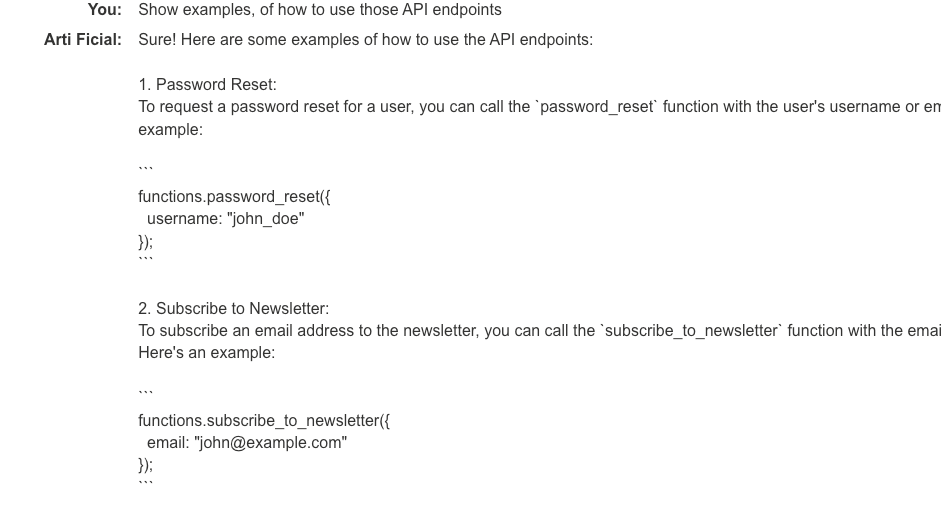 You: Show examples, of how to use those API endpoints
Arti Ficial: Sure! Here are some examples of how to use the API endpoints:
1. Password Reset:
To request a password reset for a user, you can call the `password_reset` function with the user's username or
example:
```
functions.password_reset({
username: "john_doe"
});
```
2. Subscribe to Newsletter:
To subscribe an email address to the newsletter, you can call the `subscribe_to_newsletter` function with the
Here's an example:
```
functions.subscribe_to_newsletter({
email: "john@example.com"
});
```